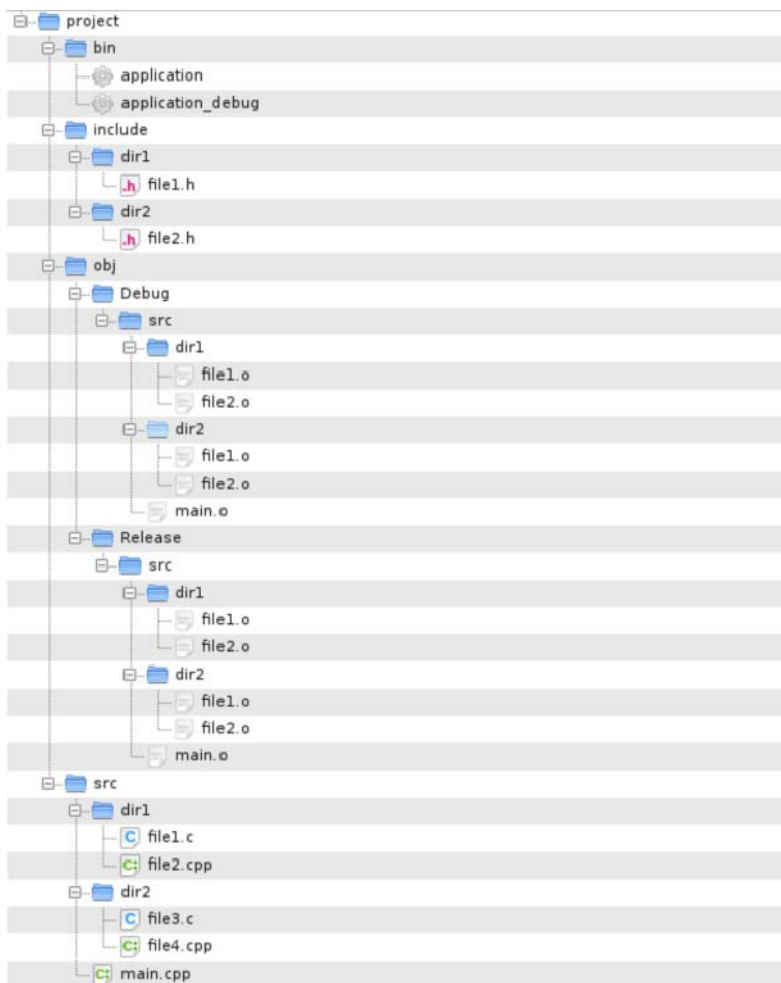 project
bin
application
application_debug
include
dir1
.h file1.h
dir2
.h file2.h
obj
Debug
src
dir1
file1.o
file2.o
dir2
file1.o
file2.o
main.o
Release
src
dir1
file1.o
file2.o
dir2
file1.o
file2.o
main.o
src
dir1
C file1.c
C: file2.cpp
dir2
C file3.c
C: file4.cpp
C: main.cpp